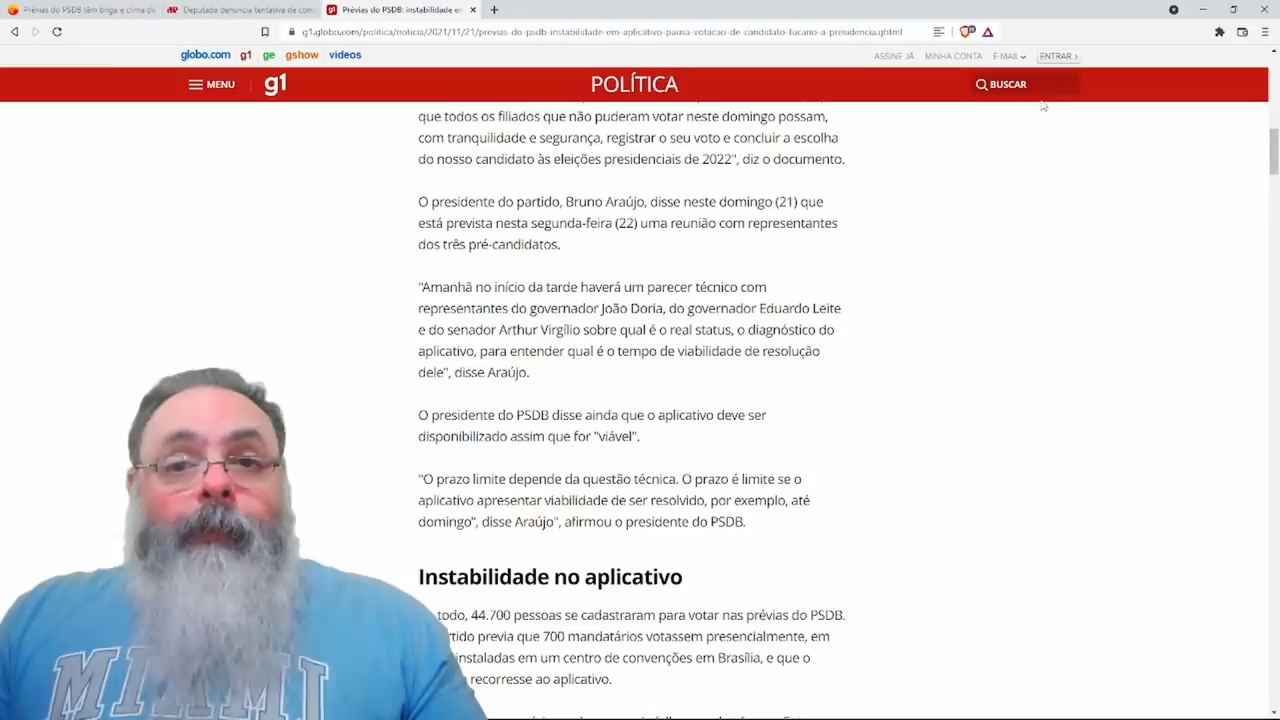 Prévias do PSDB têm briga e clima de
Deputada denuncia tentativa de com
Prévias do PSDB: instabilidade em
g1.globo.com/politica/noticia/2021/11/21/previas-do-psdb-instabilidade-em-aplicativo-pausa-votacao-de-candidato-tucano-a-presidencia.ghtml
globo.com g1 ge gshow videos
ASSINE JÁ MINHA CONTA E-MAIL ENTRAR ›
MENU g1 POLÍTICA BUSCAR
que todos os filiados que não puderam votar neste domingo possam,
com tranquilidade e segurança, registrar o seu voto e concluir a escolha
do nosso candidato às eleições presidenciais de 2022", diz o documento.
O presidente do partido, Bruno Araújo, disse neste domingo (21) que
está prevista nesta segunda-feira (22) uma reunião com representantes
dos três pré-candidatos.
"Amanhã no início da tarde haverá um parecer técnico com
representantes do governador João Doria, do governador Eduardo Leite
e do senador Arthur Virgílio sobre qual é o real status, o diagnóstico do
aplicativo, para entender qual é o tempo de viabilidade de resolução
dele", disse Araújo.
O presidente do PSDB disse ainda que o aplicativo deve ser
disponibilizado assim que for "viável".
"O prazo limite depende da questão técnica. O prazo é limite se o
aplicativo apresentar viabilidade de ser resolvido, por exemplo, até
domingo", disse Araújo", afirmou o presidente do PSDB.
Instabilidade no aplicativo
todo, 44.700 pessoas se cadastraram para votar nas prévias do PSDB.
rtido previa que 700 mandatários votassem presencialmente, em
instaladas em um centro de convenções em Brasília, e que o
recorresse ao aplicativo.
MIAMI